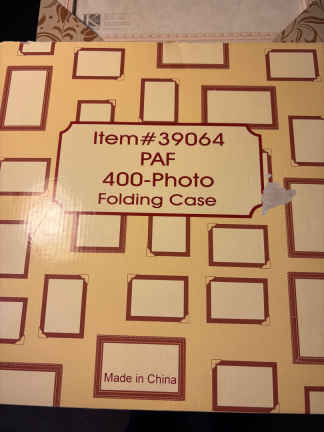 Item#39064
PAF
400-Photo
Folding Case
Made in China